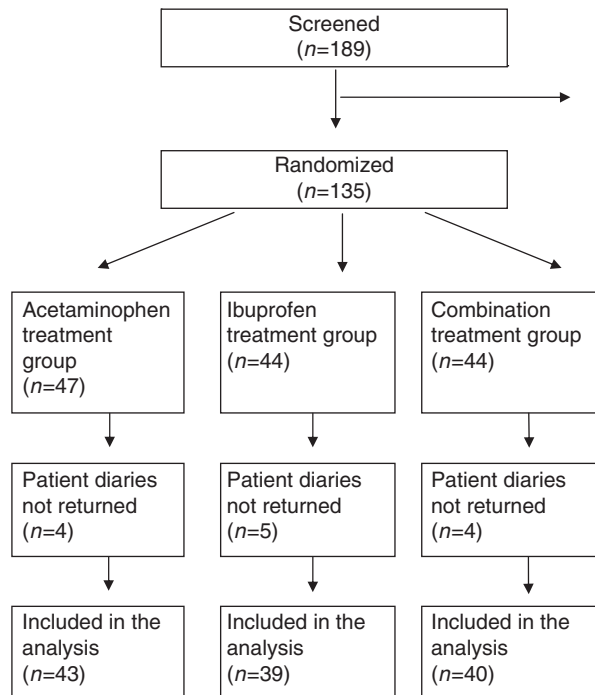 Screened
(n=189)
Randomized
(n=135)
Acetaminophen
treatment
group
(n=47)
Ibuprofen
treatment group
(n=44)
Combination
treatment group
(n=44)
Patient diaries
not returned
(n=4)
Patient diaries
not returned
(n=5)
Patient diaries
not returned
(n=4)
Included in the
analysis
(n=43)
Included in the
analysis
(n=39)
Included in the
analysis
(n=40)